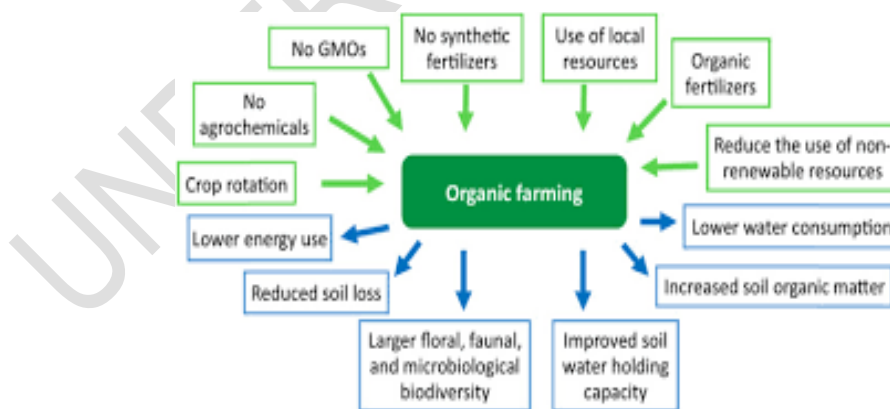 No GMOs
No synthetic
fertilizers
Use of local
resources
Organic
fertilizers
No
agrochemicals
Reduce the use of non-
renewable resources
Crop rotation
Organic farming
Lower energy use
Lower water consumption
Reduced soil loss
Increased soil organic matter
Larger floral, faunal,
and microbiological
biodiversity
Improved soil
water holding
capacity